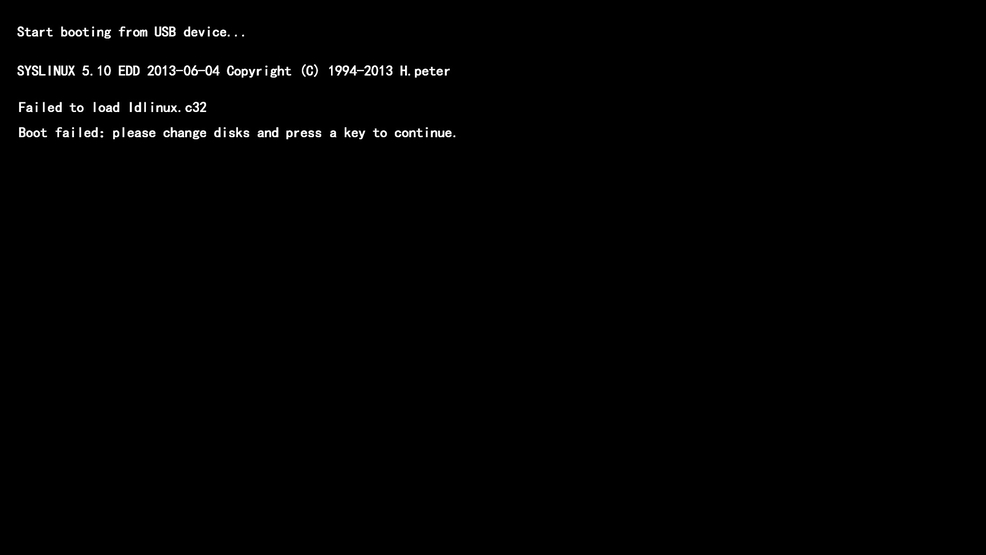 Start booting from USB device...
SYSLINUX 5.10 EDD 2013-06-04 Copyright (C) 1994-2013 H.peter
Failed to load ldlinux.c32
Boot failed: please change disks and press a key to continue.